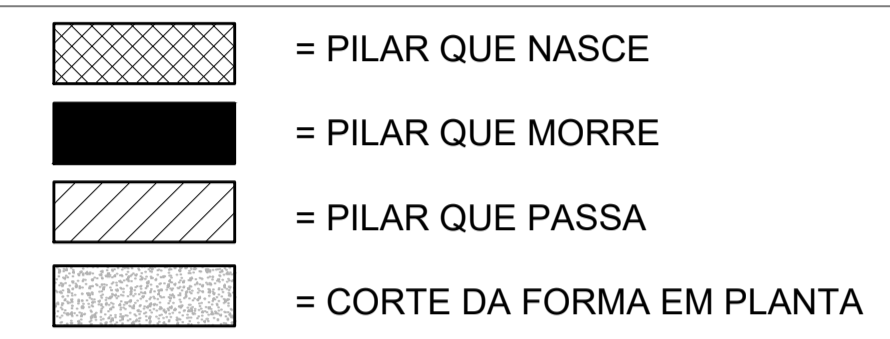 = PILAR QUE NASCE
= PILAR QUE MORRE
= PILAR QUE PASSA
= CORTE DA FORMA EM PLANTA